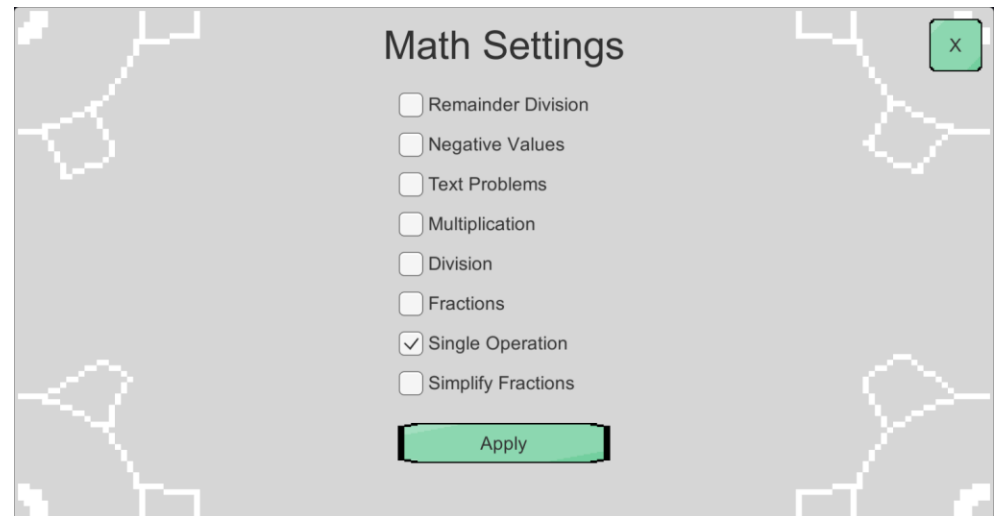 Math Settings
X
Remainder Division
Negative Values
Text Problems
Multiplication
Division
Fractions
Single Operation
Simplify Fractions
Apply